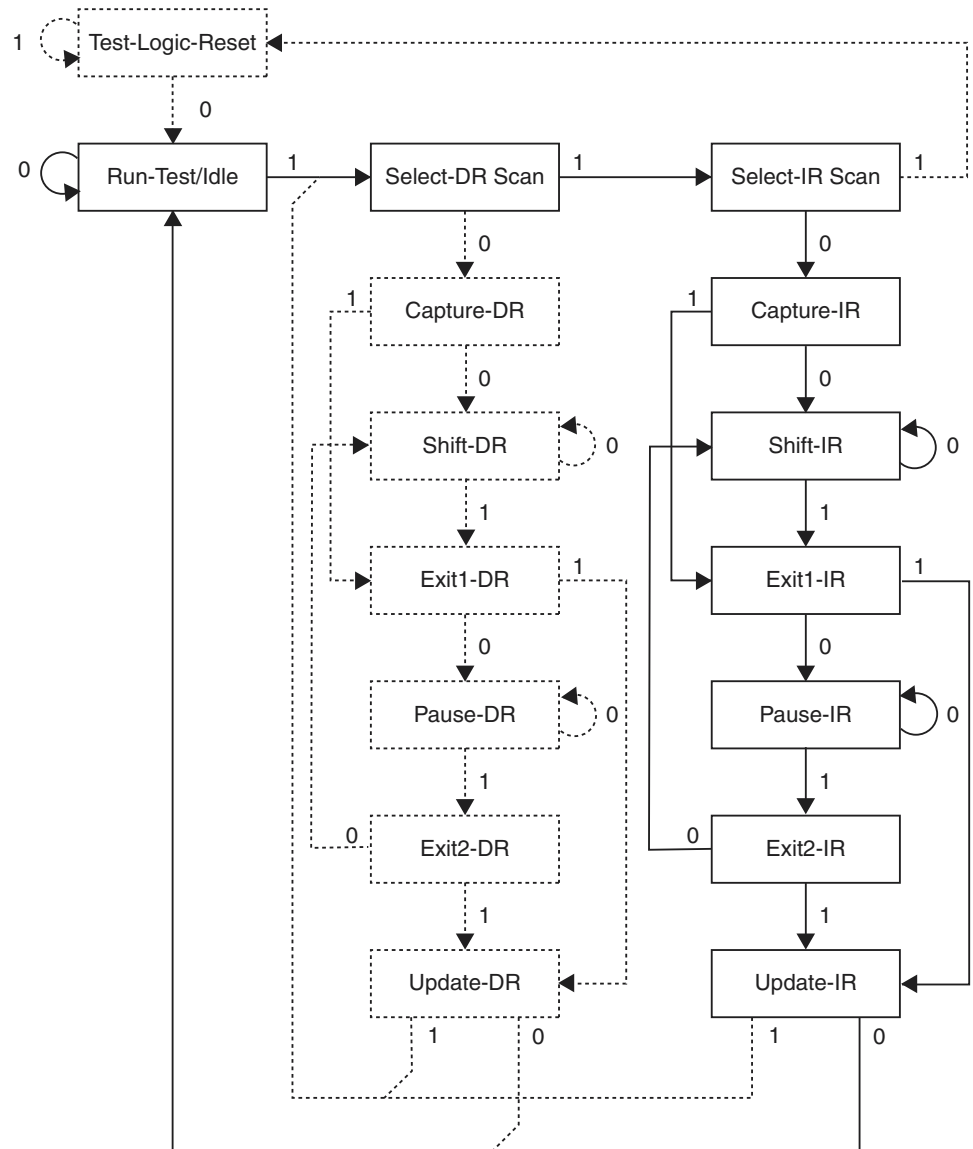 1
Test-Logic-Reset
0
0
Run-Test/Idle
1
Select-DR Scan
1
Select-IR Scan
1
0
0
1
Capture-DR
1
Capture-IR
0
0
Shift-DR
0
Shift-IR
0
1
1
Exit1-DR
1
Exit1-IR
1
0
0
Pause-DR
0
Pause-IR
0
1
1
0
Exit2-DR
0
Exit2-IR
1
1
Update-DR
Update-IR
1
0
1
0